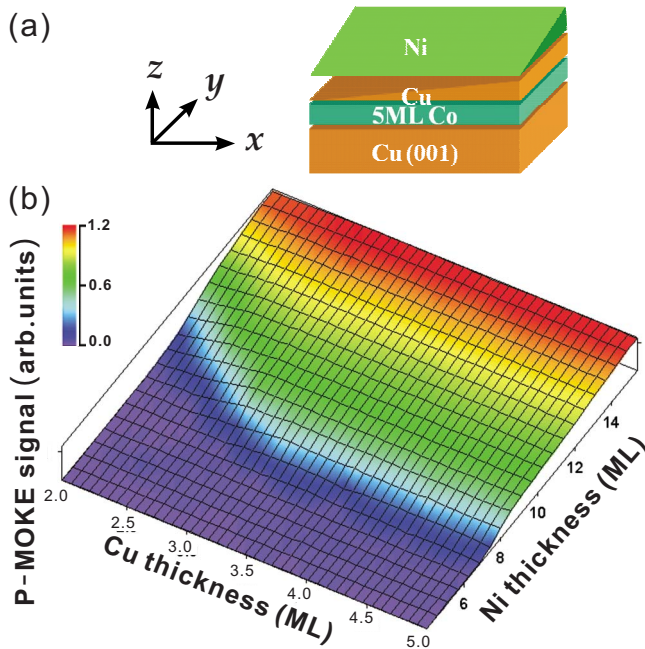 (a)
z
y
x
Ni
Cu
5ML Co
Cu (001)
(b)
P-MOKE signal (arb.units)
1.2
0.6
0.0
2.0
2.5
3.0
3.5
4.0
4.5
5.0
Cu thickness (ML)
6
8
10
12
14
Ni thickness (ML)